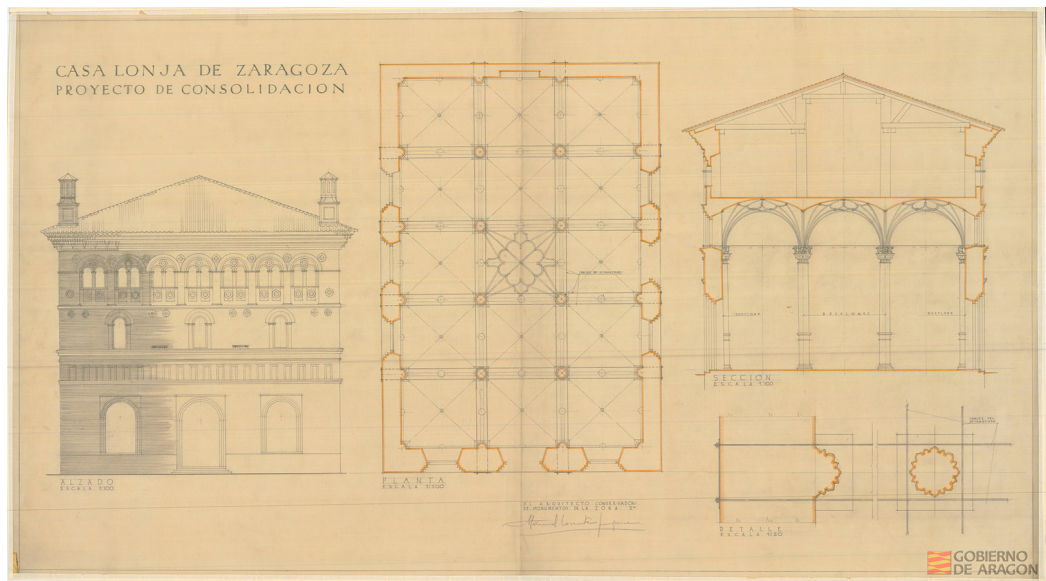 CASA LONJA DE ZARAGOZA
PROYECTO DE CONSOLIDACION
ALZADO
ESCALA 1:100
PLANTA
ESCALA 1:100
SECCION
ESCALA 1:100
DETALLE
ESCALA 1:20
EL ARQUITECTO CONSERVADOR
DE MONUMENTOS DE LA ZONA 3ª
GOBIERNO
DE ARAGON